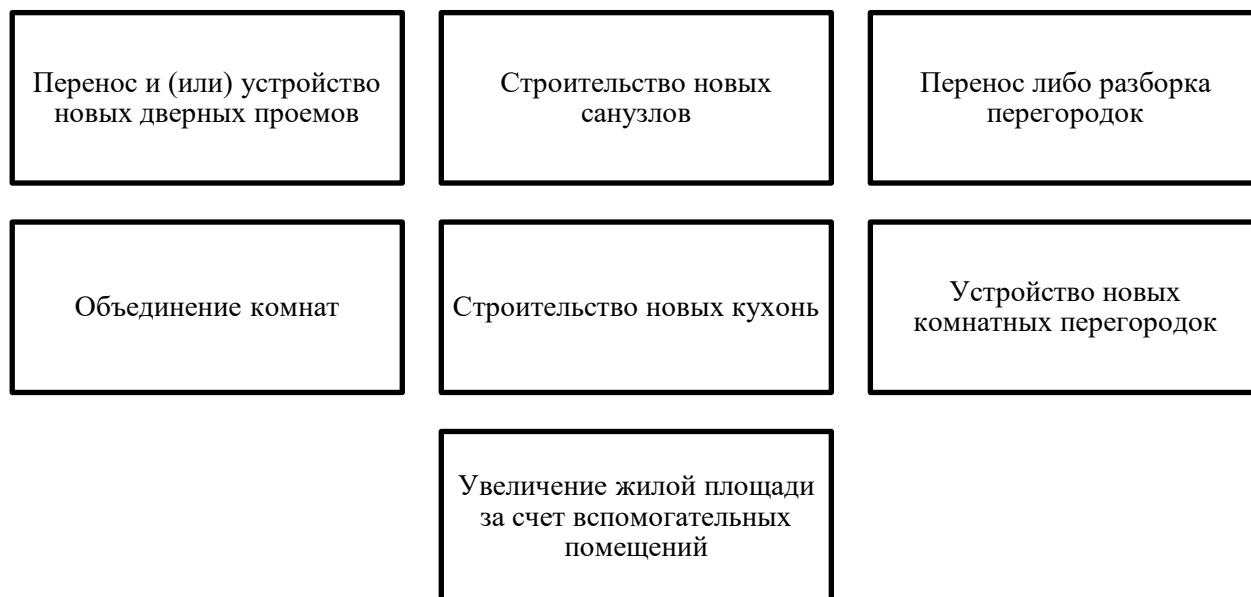 Перенос и (или) устройство
новых дверных проемов
Строительство новых
санузлов
Перенос либо разборка
перегородок
Объединение комнат
Строительство новых кухонь
Устройство новых
комнатных перегородок
Увеличение жилой площади
за счет вспомогательных
помещений